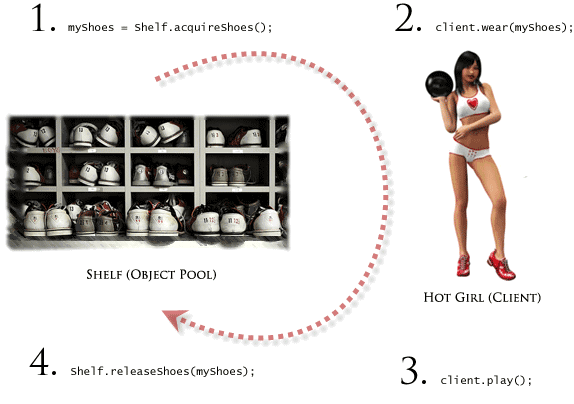 1. myShoes = Shelf.acquireShoes();
2. client.wear(myShoes);
Shelf (Object Pool)
Hot Girl (Client)
4. Shelf.releaseShoes(myShoes);
3. client.play();